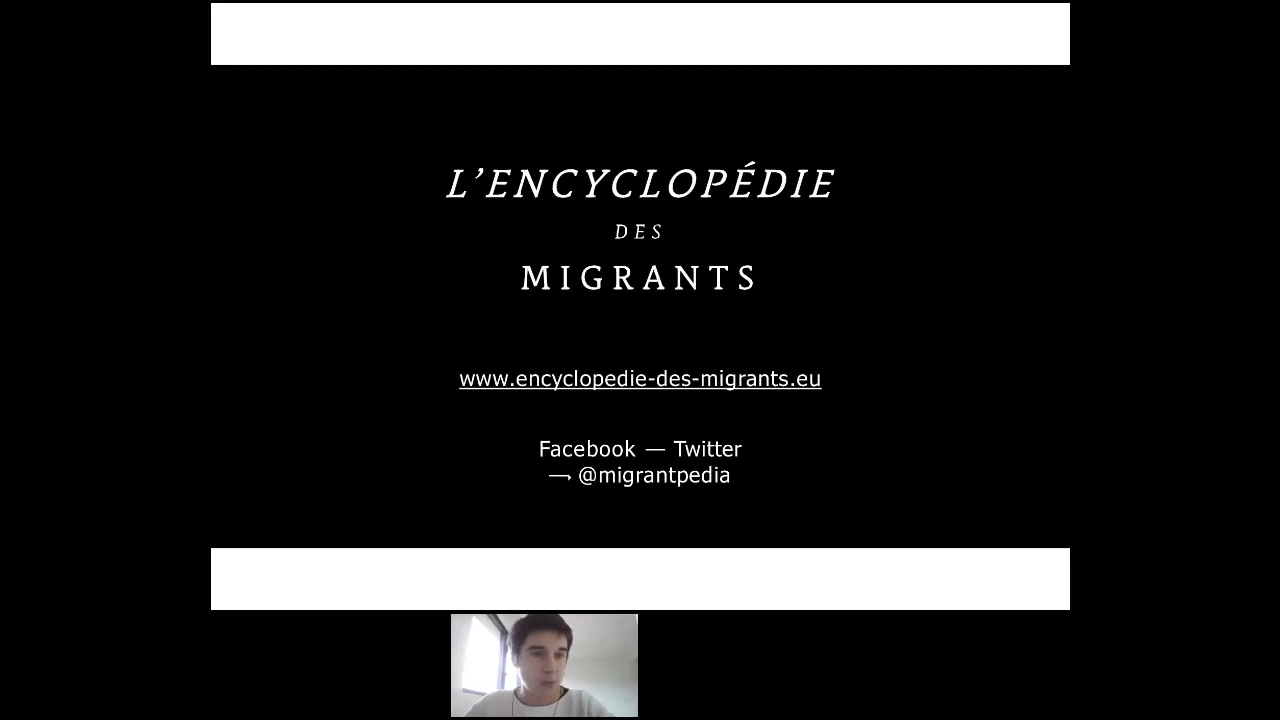 L’ENCYCLOPÉDIE
DES
MIGRANTS
www.encyclopedie-des-migrants.eu
Facebook — Twitter
⟶ @migrantpedia